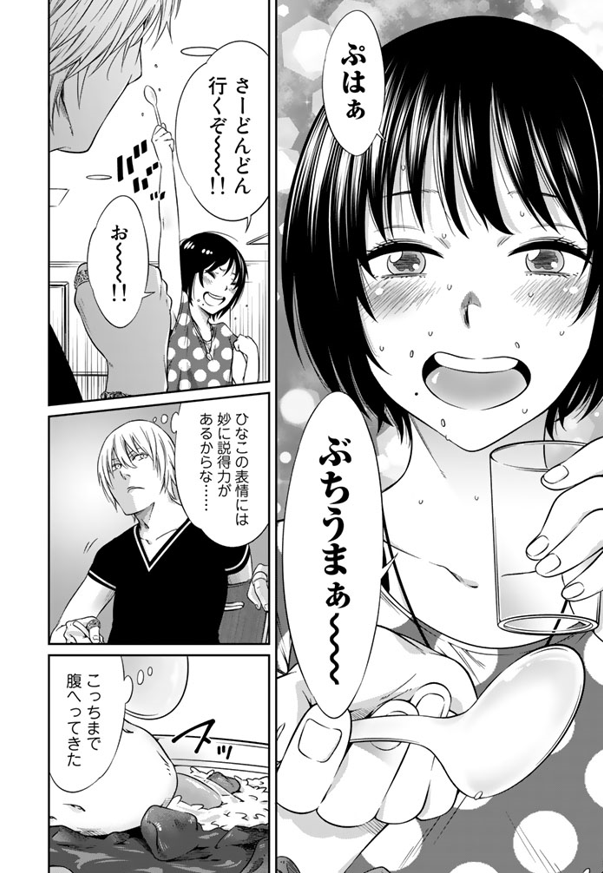 ぷはぁ
ぶちうまぁ～～～
さーどんどん
行くぞ～～～!!
お～～～!!
ひなこの表情には
妙に説得力が
あるからな……
こっちまで
腹へってきた
スッ